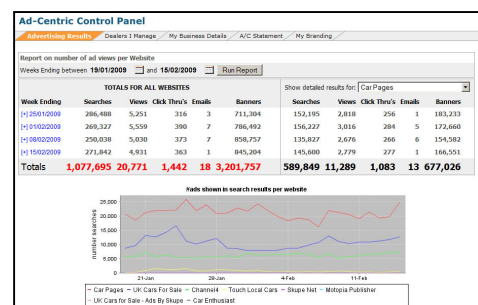 Ad-Centric Control Panel
Advertising Results Dealers I Manage My Business Details A/C Statement My Branding
Report on number of ad views per Website
Weeks Ending between 19/01/2009 and 15/02/2009 Run Report
TOTALS FOR ALL WEBSITES Show detailed results for: Car Pages
Week Ending Searches Views Click Thru's Emails Banners Searches Views Click Thru's Emails Banners
[+] 25/01/2009 286,488 5,251 316 3 711,304 152,195 2,818 256 1 183,233
[+] 01/02/2009 269,327 5,559 390 7 786,492 156,227 3,016 284 5 172,660
[+] 08/02/2009 250,038 5,030 373 7 858,757 135,827 2,676 266 6 154,582
[+] 15/02/2009 271,842 4,931 363 1 845,204 145,600 2,779 277 1 166,551
Totals 1,077,695 20,771 1,442 18 3,201,757 589,849 11,289 1,083 13 677,026
#ads shown in search results per website
number searches
25,000
20,000
15,000
10,000
5,000
0
21-Jan 28-Jan 4-Feb 11-Feb
Car Pages UK Cars For Sale Channel4 Touch Local Cars Skupe Net Motopia Publisher
UK Cars for Sale - Ads By Skupe Car Enthusiast